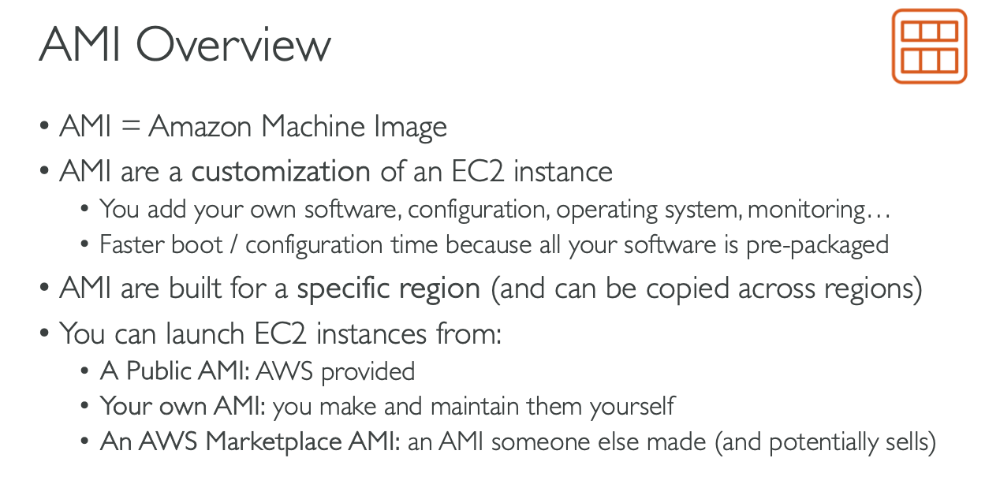 AMI Overview
• AMI = Amazon Machine Image
• AMI are a customization of an EC2 instance
• You add your own software, configuration, operating system, monitoring…
• Faster boot / configuration time because all your software is pre-packaged
• AMI are built for a specific region (and can be copied across regions)
• You can launch EC2 instances from:
• A Public AMI: AWS provided
• Your own AMI: you make and maintain them yourself
• An AWS Marketplace AMI: an AMI someone else made (and potentially sells)